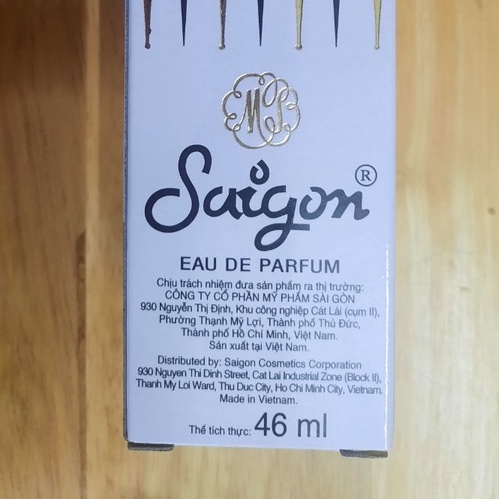 MS
Saigon®
EAU DE PARFUM
Chịu trách nhiệm đưa sản phẩm ra thị trường:
CÔNG TY CỔ PHẦN MỸ PHẨM SÀI GÒN
930 Nguyễn Thị Định, Khu công nghiệp Cát Lái (cụm II),
Phường Thạnh Mỹ Lợi, Thành phố Thủ Đức,
Thành phố Hồ Chí Minh, Việt Nam.
Sản xuất tại Việt Nam.
Distributed by: Saigon Cosmetics Corporation
930 Nguyen Thi Dinh Street, Cat Lai Industrial Zone (Block II),
Thanh My Loi Ward, Thu Duc City, Ho Chi Minh City, Vietnam.
Made in Vietnam.
Thể tích thực: 46 ml